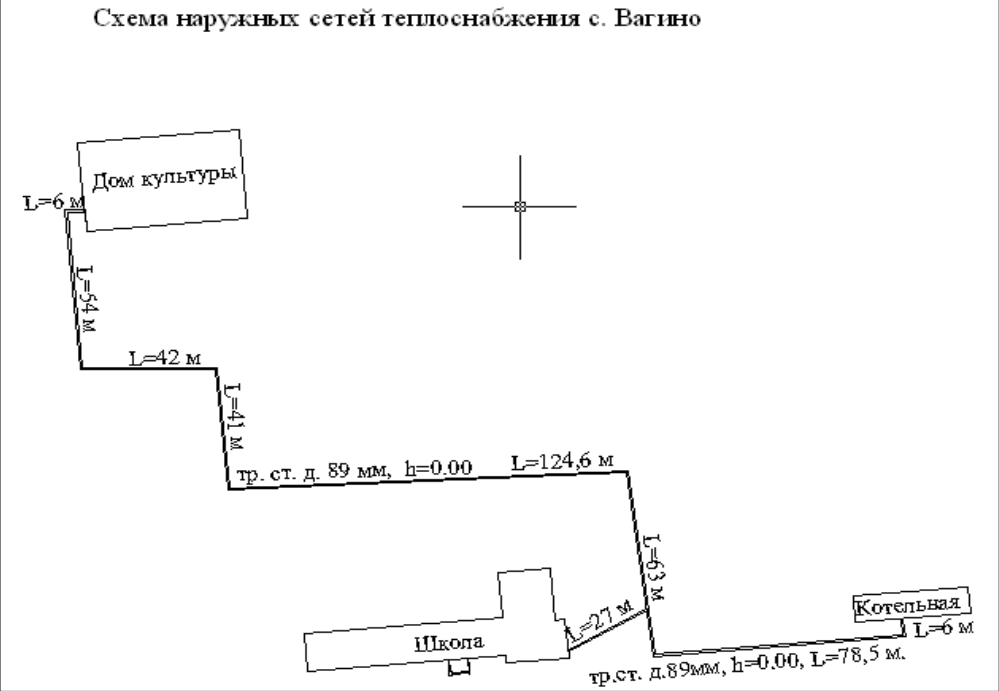 Схема наружных сетей теплоснабжения с. Вагино
Дом культуры
L=6 м
L=54 м
L=42 м
L=41 м
тр. ст. д. 89 мм, h=0.00
L=124,6 м
L=63 м
L=27 м
Школа
Котельная
L=6 м
тр.ст. д.89мм, h=0.00, L=78,5 м.